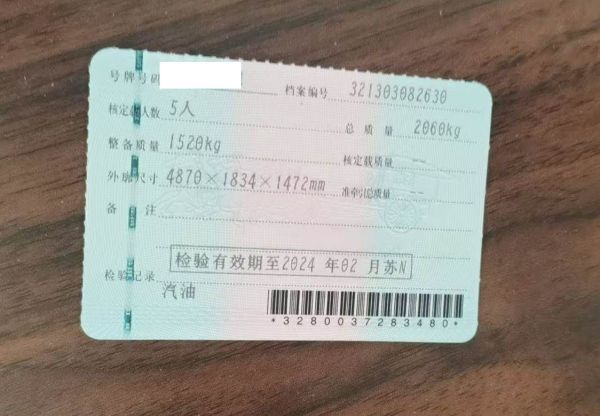 号牌号码 档案编号 321303082630
核定载人数 5人 总质量 2060kg
整备质量 1520kg 核定载质量 --
外廓尺寸 4870×1834×1472mm 准牵引总质量 --
备注
检验有效期至2024 年02 月苏N
检验记录
汽油
*3280037283480*